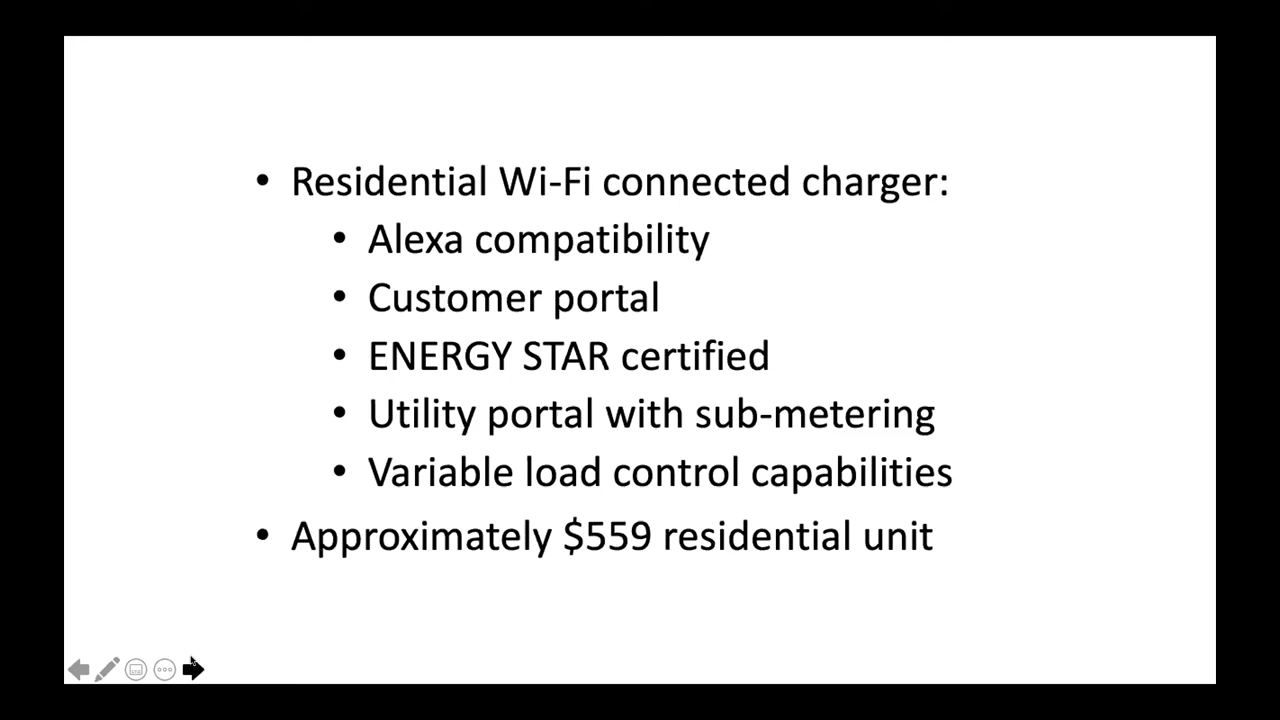 • Residential Wi-Fi connected charger:
• Alexa compatibility
• Customer portal
• ENERGY STAR certified
• Utility portal with sub-metering
• Variable load control capabilities
• Approximately $559 residential unit